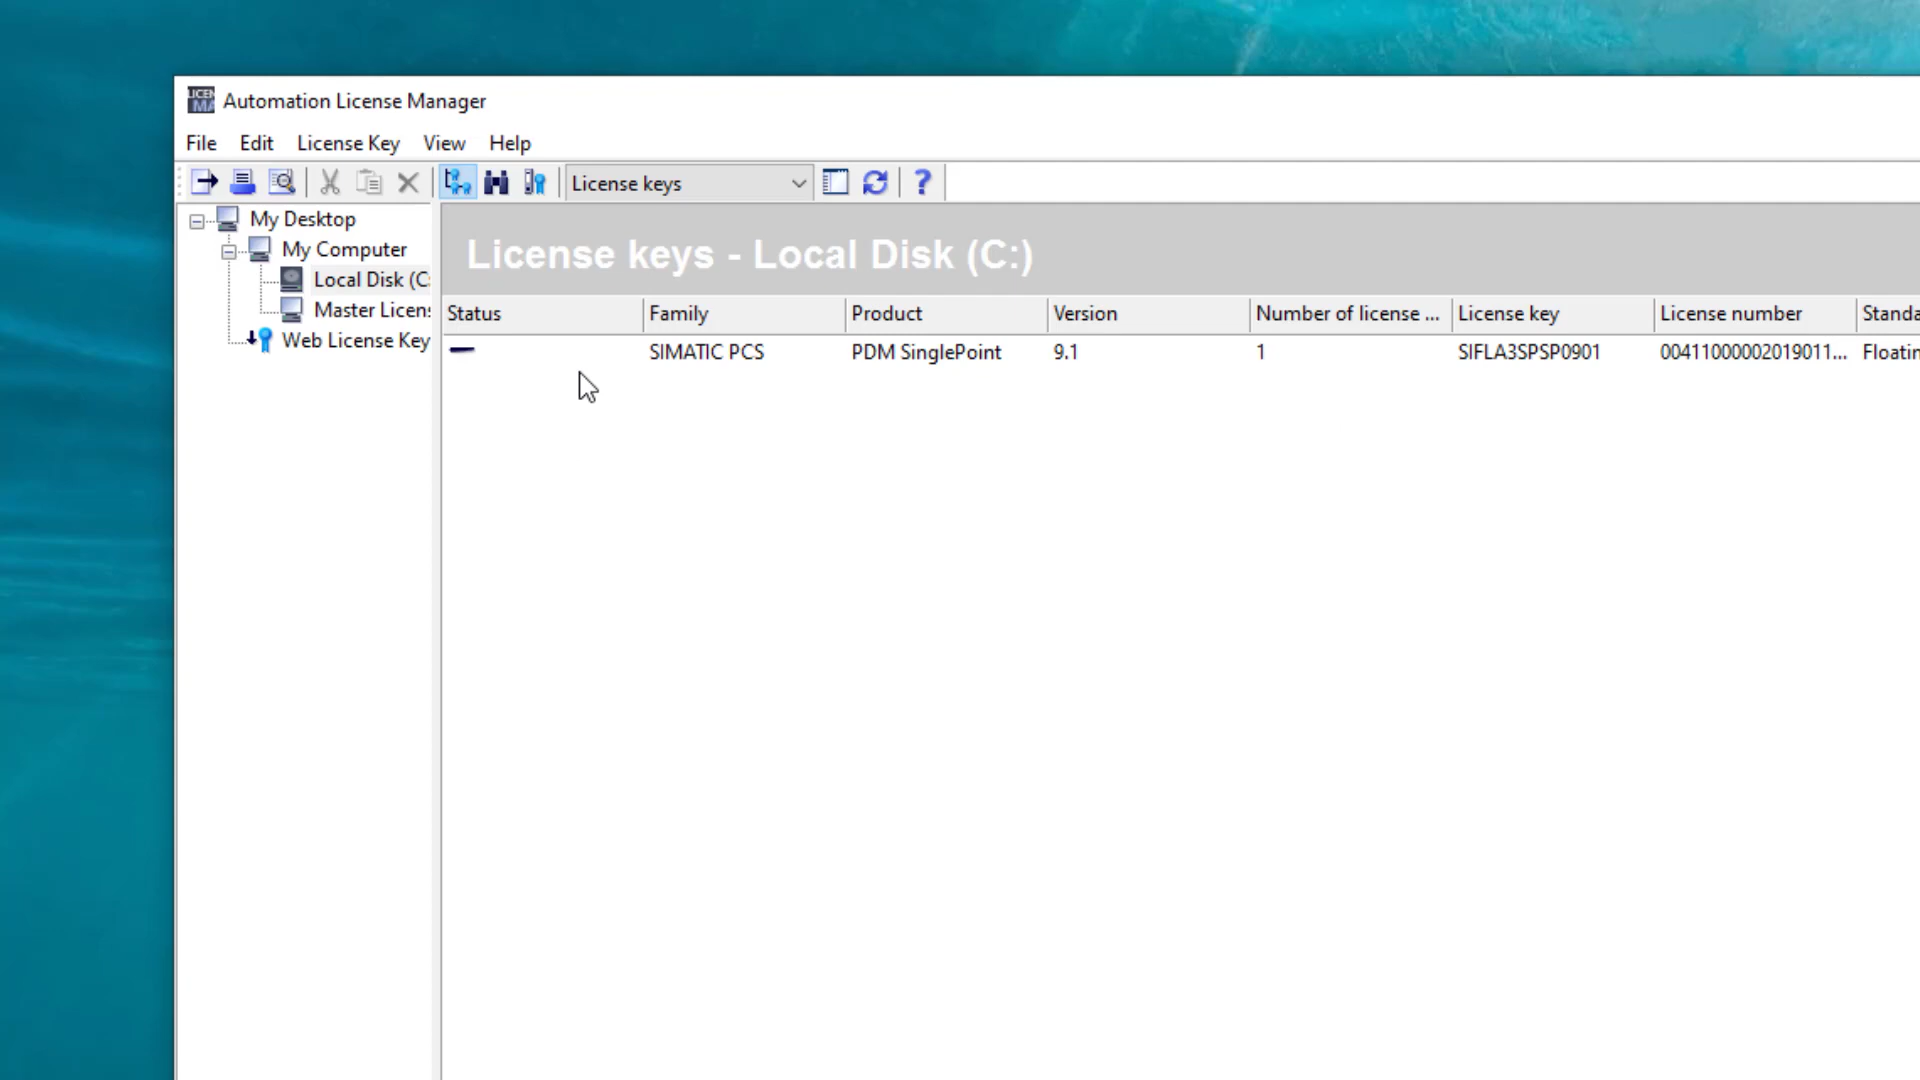 Automation License Manager
File Edit License Key View Help
License keys
My Desktop
My Computer
Local Disk (C:
Master Licens
Web License Key
License keys - Local Disk (C:)
Status Family Product Version Number of license ... License key License number Standa
SIMATIC PCS PDM SinglePoint 9.1 1 SIFLA3SPSP0901 00411000002019011... Floatin